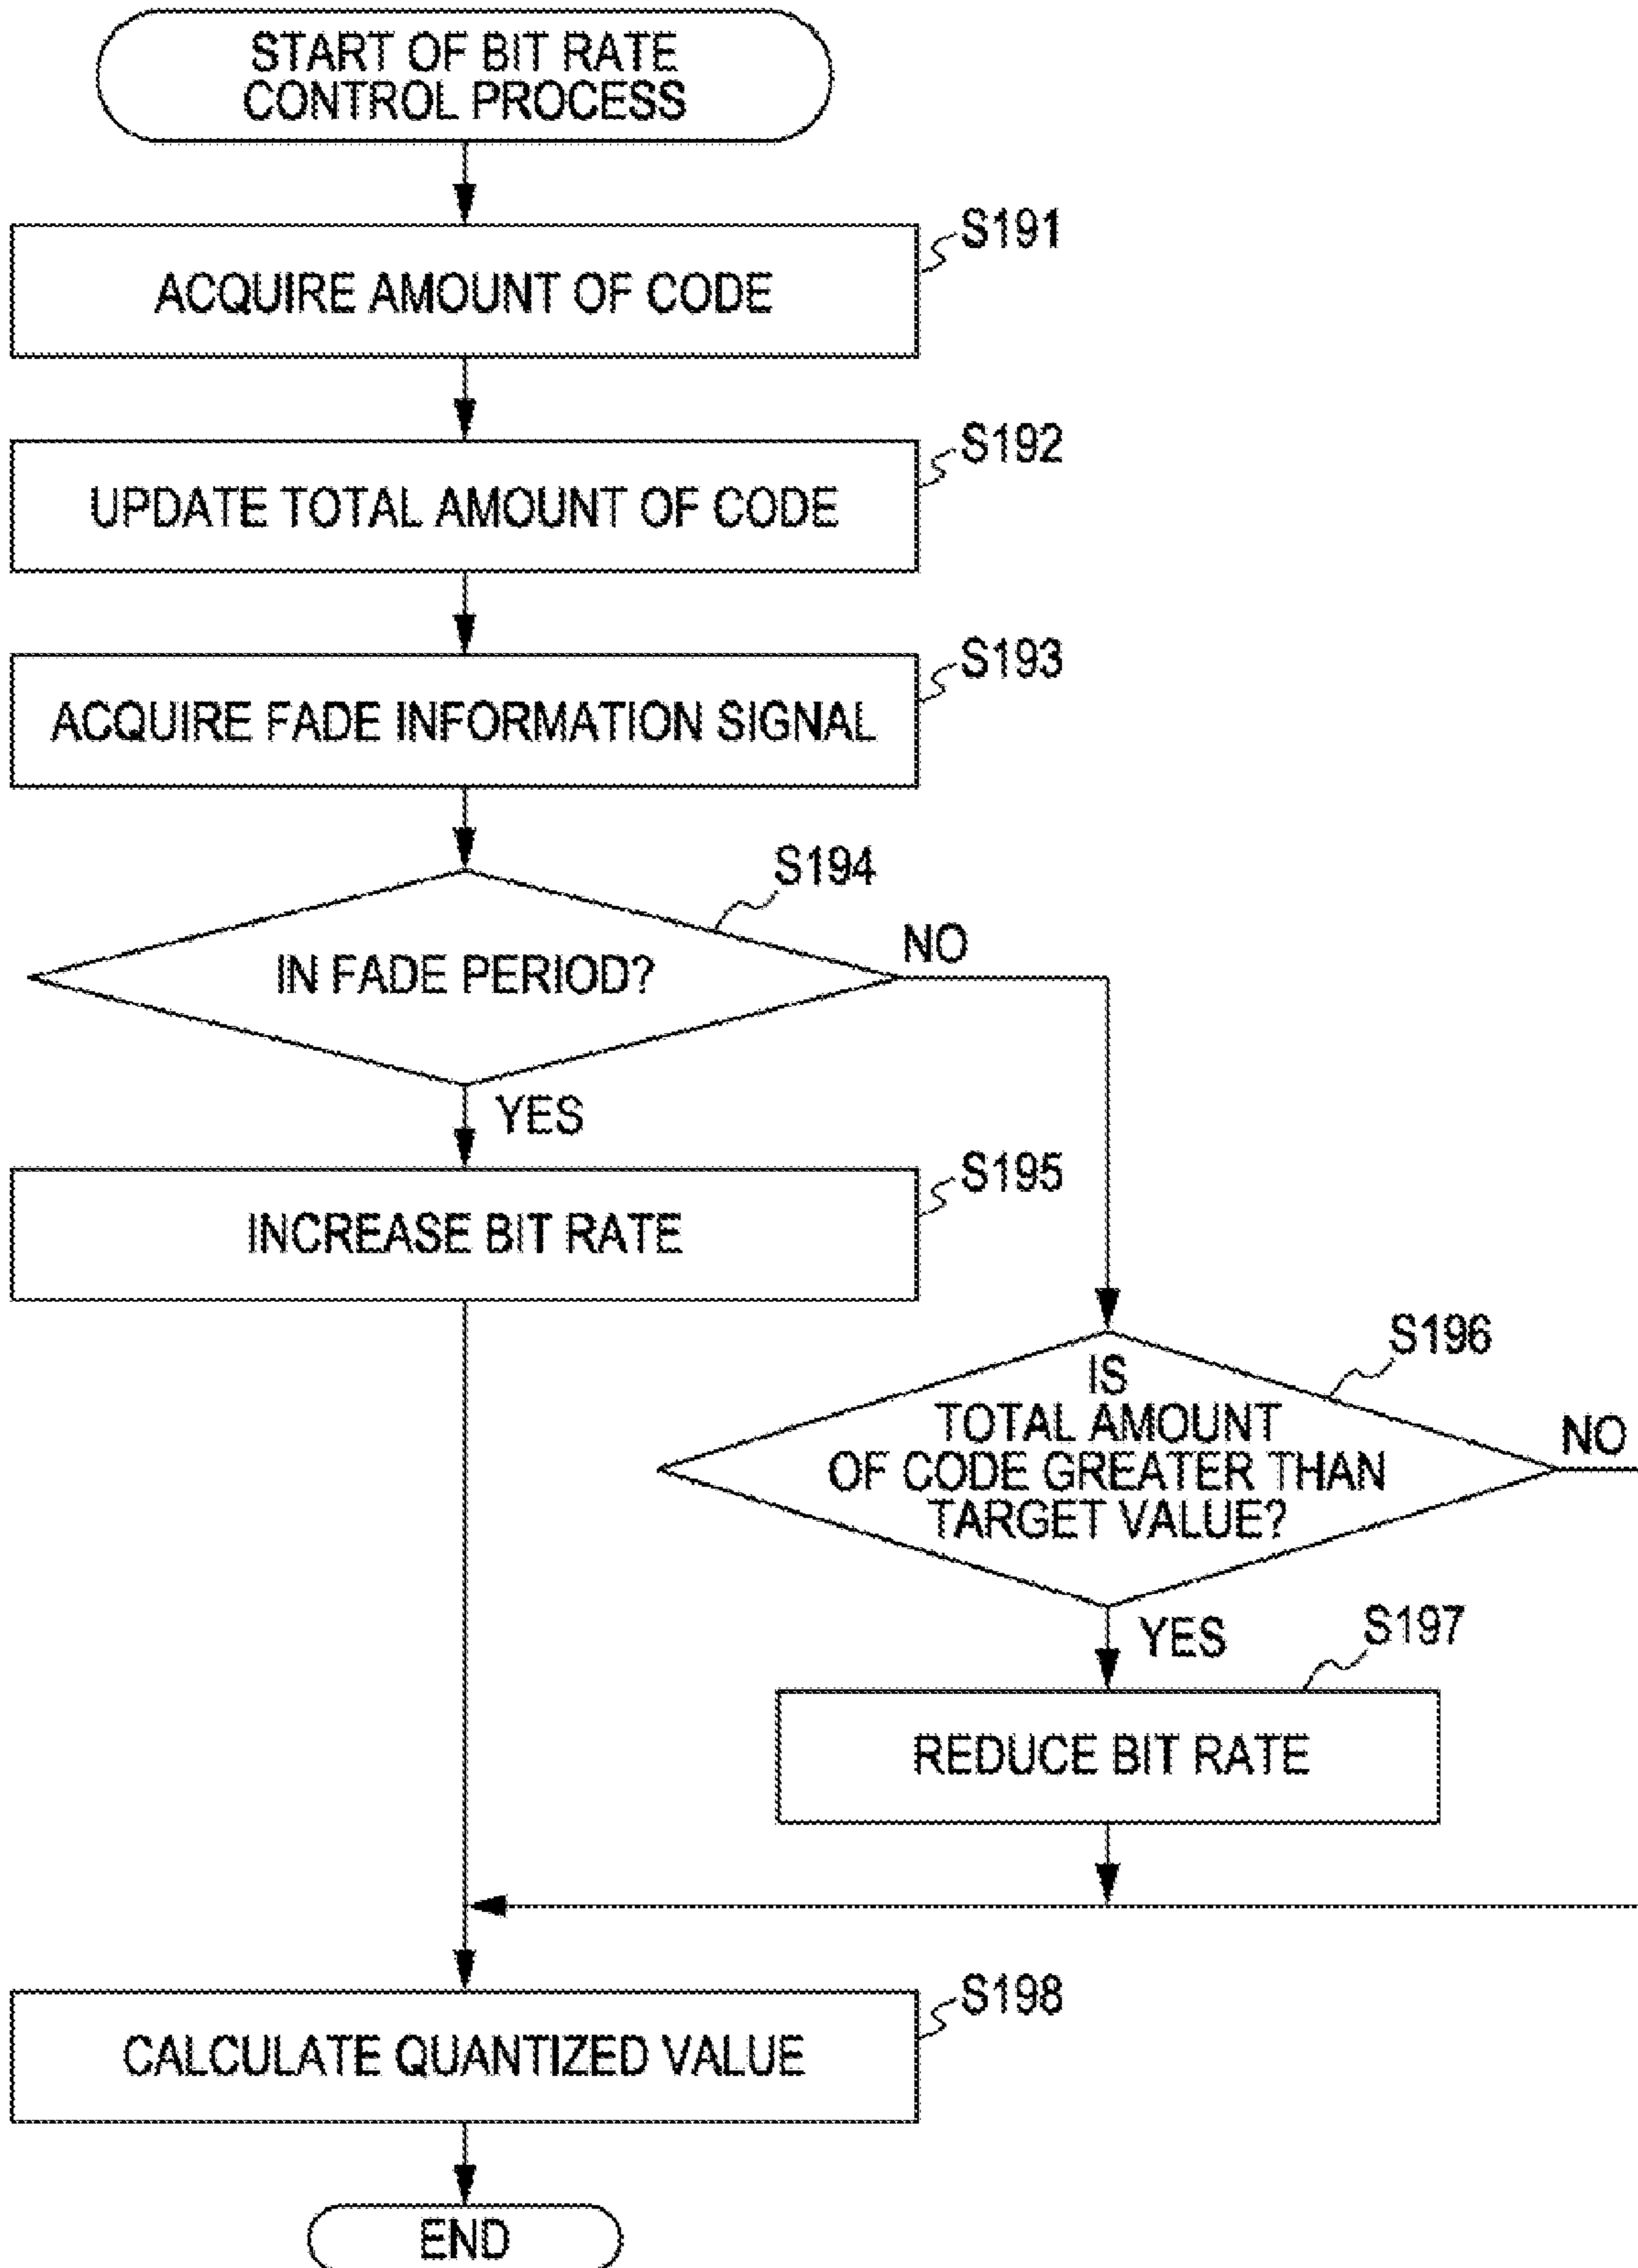 START OF BIT RATE
CONTROL PROCESS
S191
ACQUIRE AMOUNT OF CODE
S192
UPDATE TOTAL AMOUNT OF CODE
S193
ACQUIRE FADE INFORMATION SIGNAL
S194
NO
IN FADE PERIOD?
YES
S195
INCREASE BIT RATE
S196
IS
TOTAL AMOUNT
NO
OF CODE GREATER THAN
TARGET VALUE?
YES
S197
REDUCE BIT RATE
S198
CALCULATE QUANTIZED VALUE
END